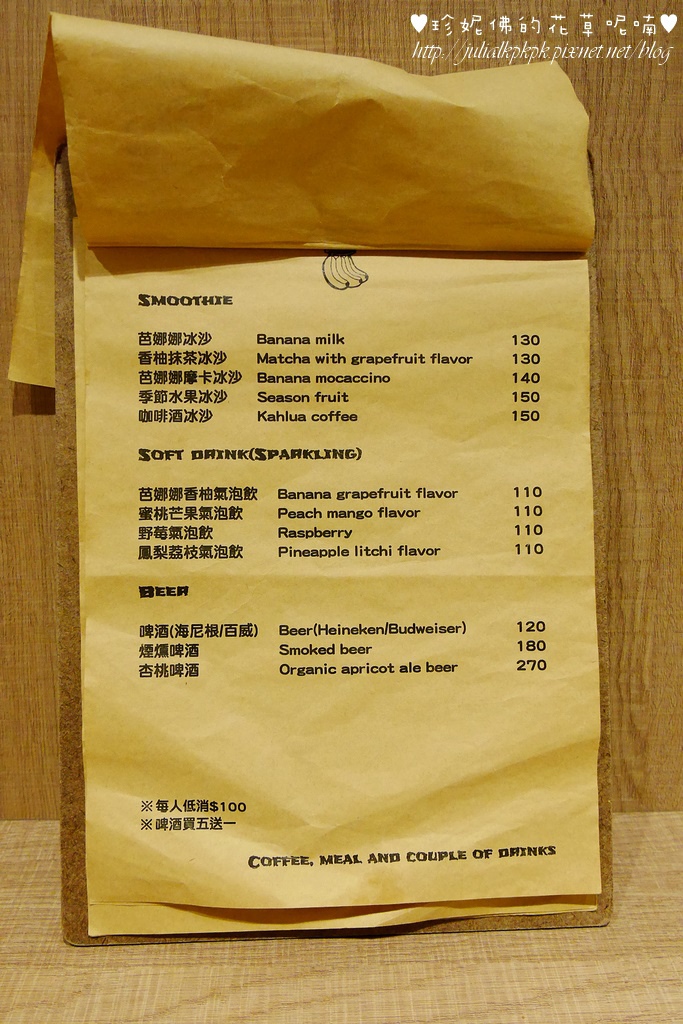 ♥珍妮佛的花草呢喃♥
http://julialkpkpk.pixnet.net/blog
Smoothie
芭娜娜冰沙 Banana milk 130
香柚抹茶冰沙 Matcha with grapefruit flavor 130
芭娜娜摩卡冰沙 Banana mocaccino 140
季節水果冰沙 Season fruit 150
咖啡酒冰沙 Kahlua coffee 150
Soft drink(Sparkling)
芭娜娜香柚氣泡飲 Banana grapefruit flavor 110
蜜桃芒果氣泡飲 Peach mango flavor 110
野莓氣泡飲 Raspberry 110
鳳梨荔枝氣泡飲 Pineapple litchi flavor 110
Beer
啤酒(海尼根/百威) Beer(Heineken/Budweiser) 120
煙燻啤酒 Smoked beer 180
杏桃啤酒 Organic apricot ale beer 270
※每人低消$100
※啤酒買五送一
Coffee, meal and couple of drinks